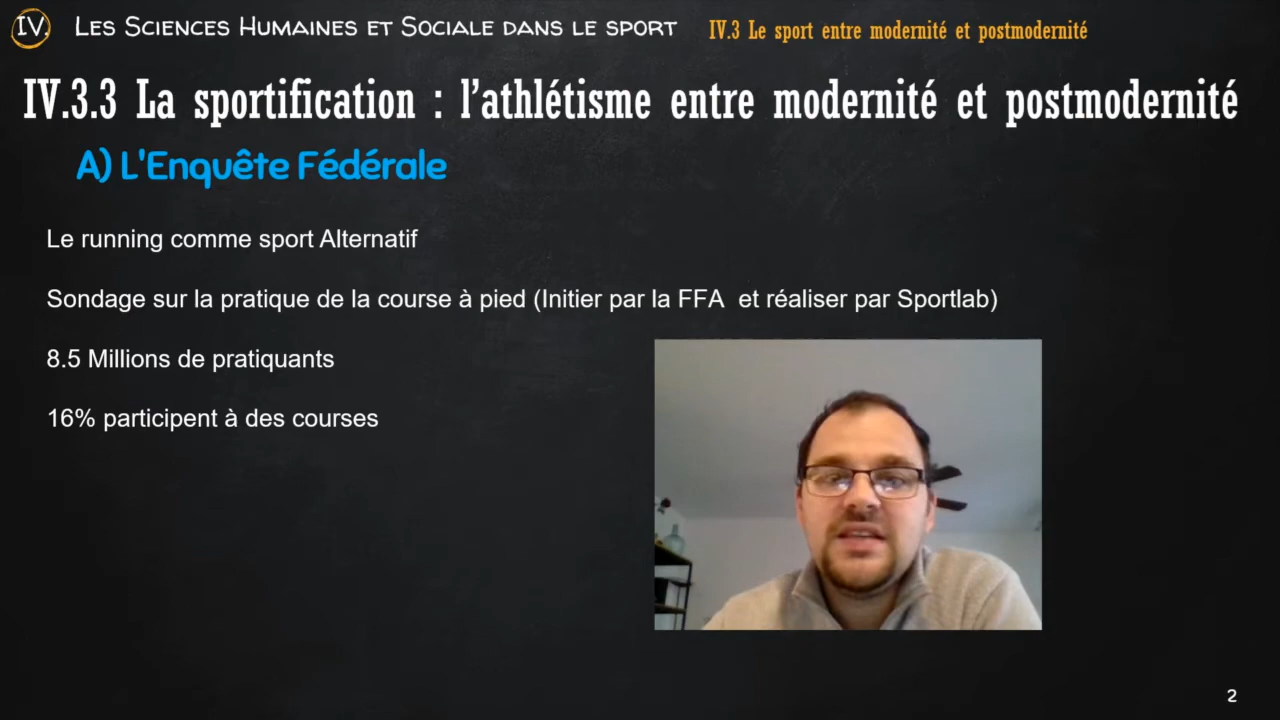 IV. LES SCIENCES HUMAINES ET SOCIALE DANS LE SPORT IV.3 Le sport entre modernité et postmodernité
IV.3.3 La sportification : l'athlétisme entre modernité et postmodernité
A) L'Enquête Fédérale
Le running comme sport Alternatif
Sondage sur la pratique de la course à pied (Initier par la FFA et réaliser par Sportlab)
8.5 Millions de pratiquants
16% participent à des courses
2